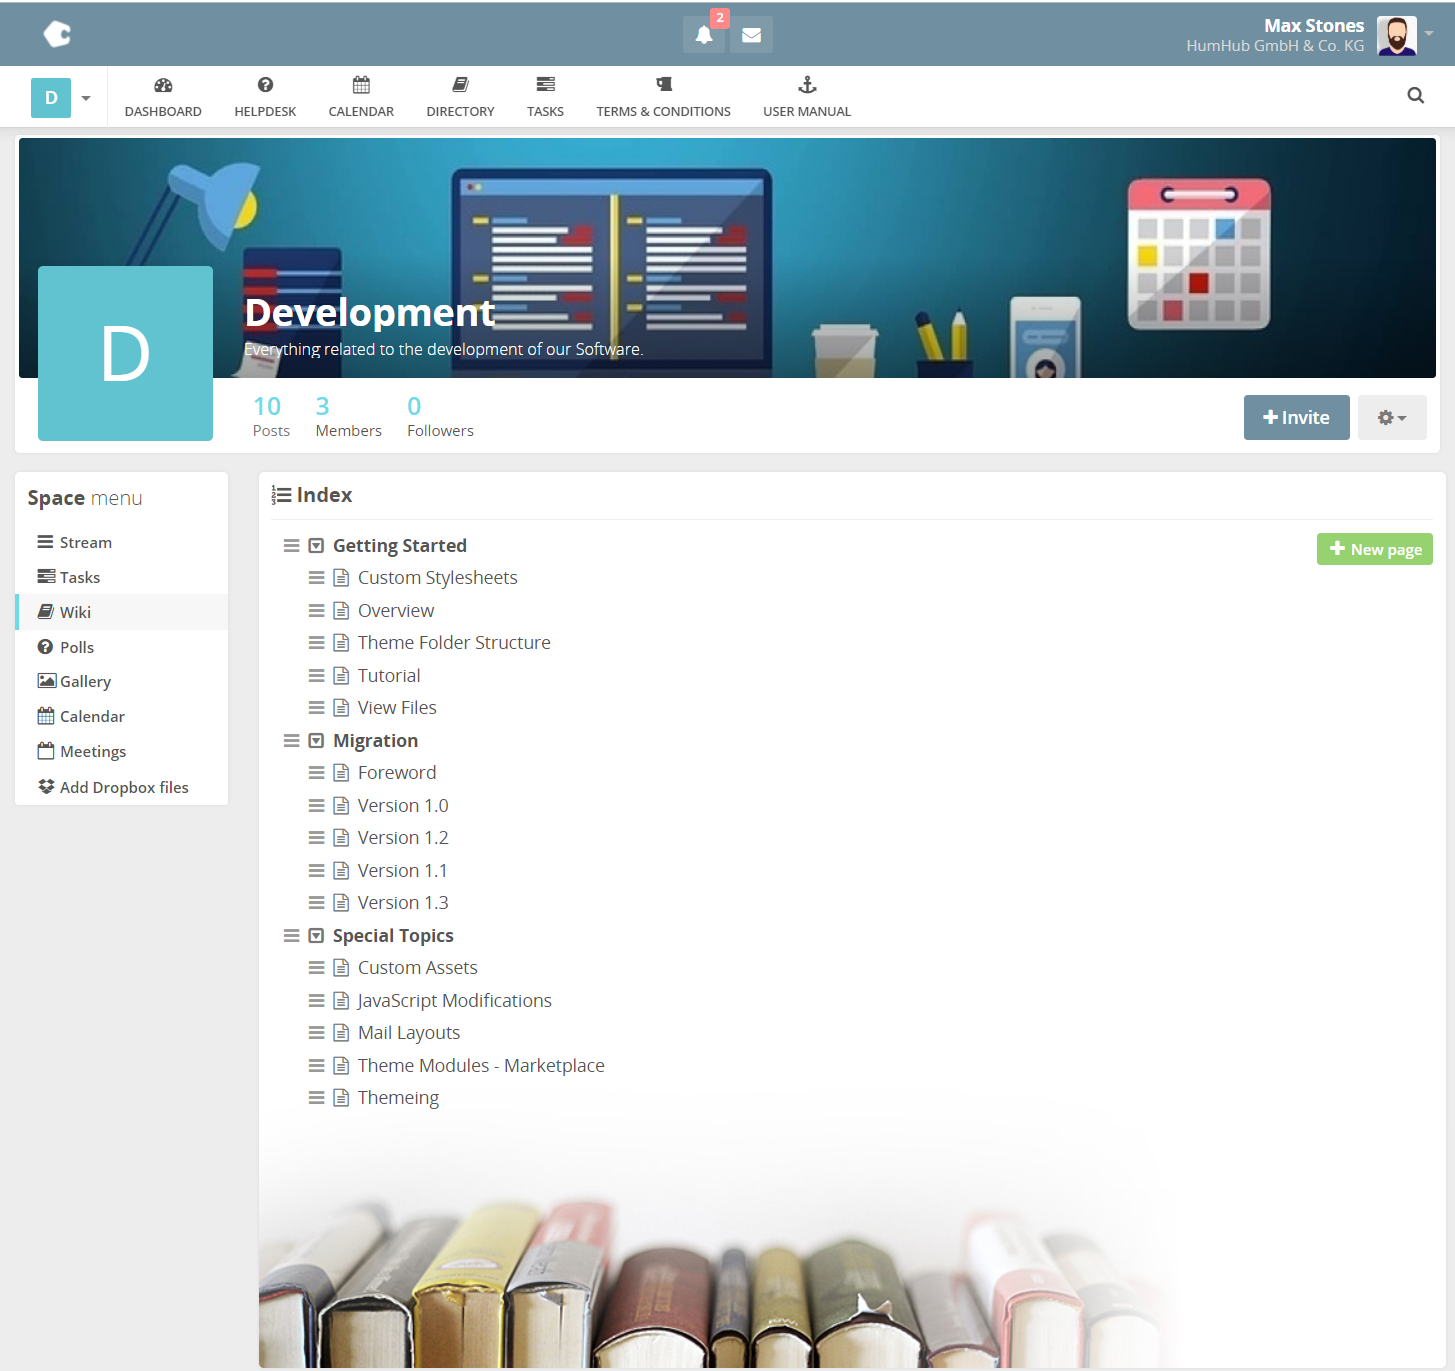 2
Max Stones
HumHub GmbH & Co. KG
D
DASHBOARD
HELPDESK
CALENDAR
DIRECTORY
TASKS
TERMS & CONDITIONS
USER MANUAL
D
Development
Everything related to the development of our Software.
10
Posts
3
Members
0
Followers
Invite
Space menu
Stream
Tasks
Wiki
Polls
Gallery
Calendar
Meetings
Add Dropbox files
Index
New page
Getting Started
Custom Stylesheets
Overview
Theme Folder Structure
Tutorial
View Files
Migration
Foreword
Version 1.0
Version 1.2
Version 1.1
Version 1.3
Special Topics
Custom Assets
JavaScript Modifications
Mail Layouts
Theme Modules - Marketplace
Themeing